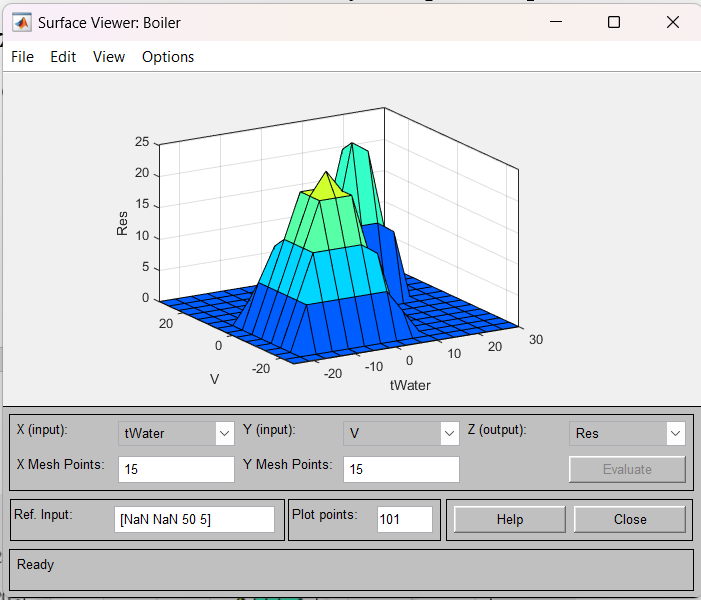 Surface Viewer: Boiler
File Edit View Options
25
20
15
10
5
0
Res
20
0
-20
V
-20
-10
0
10
20
30
tWater
X (input): tWater Y (input): V Z (output): Res
X Mesh Points: 15 Y Mesh Points: 15 Evaluate
Ref. Input: [NaN NaN 50 5] Plot points: 101 Help Close
Ready